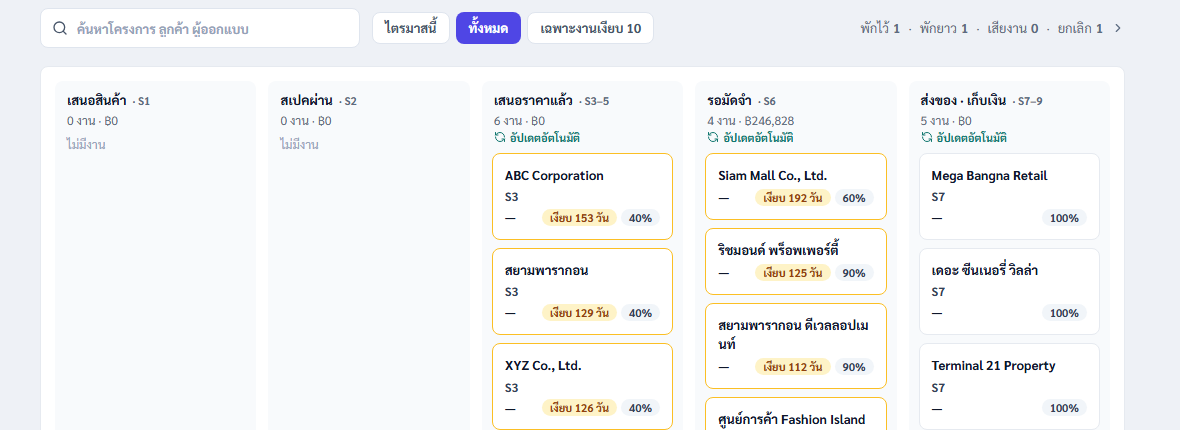 ค้นหาโครงการ ลูกค้า ผู้ออกแบบ
ไตรมาสนี้
ทั้งหมด
เฉพาะงานเงียบ 10
พักไว้ 1 · พักยาว 1 · เสียงาน 0 · ยกเลิก 1
เสนอสินค้า · S1
0 งาน · ฿0
ไม่มีงาน
สเปคผ่าน · S2
0 งาน · ฿0
ไม่มีงาน
เสนอราคาแล้ว · S3–5
6 งาน · ฿0
อัปเดตอัตโนมัติ
ABC Corporation
S3
— เงียบ 153 วัน 40%
สยามพารากอน
S3
— เงียบ 129 วัน 40%
XYZ Co., Ltd.
S3
— เงียบ 126 วัน 40%
รอมัดจำ · S6
4 งาน · ฿246,828
อัปเดตอัตโนมัติ
Siam Mall Co., Ltd.
— เงียบ 192 วัน 60%
ริชมอนด์ พร็อพเพอร์ตี้
— เงียบ 125 วัน 90%
สยามพารากอน ดีเวลลอปเม
นท์
— เงียบ 112 วัน 90%
ศูนย์การค้า Fashion Island
ส่งของ · เก็บเงิน · S7–9
5 งาน · ฿0
อัปเดตอัตโนมัติ
Mega Bangna Retail
S7
— 100%
เดอะ ซีนเนอรี่ วิลล่า
S7
— 100%
Terminal 21 Property
S7
— 100%